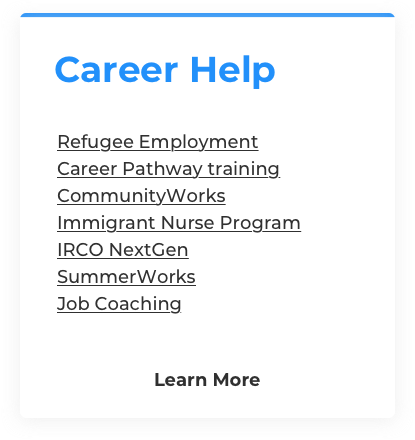 Career Help
Refugee Employment
Career Pathway training
CommunityWorks
Immigrant Nurse Program
IRCO NextGen
SummerWorks
Job Coaching
Learn More